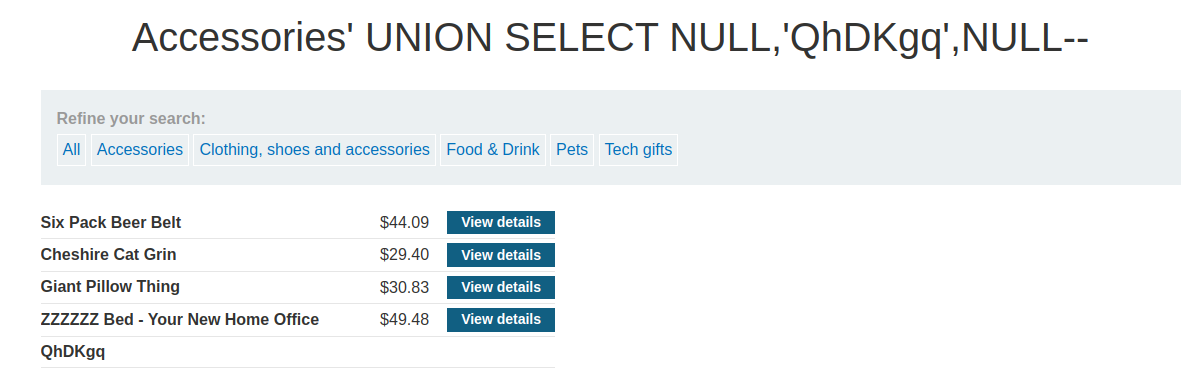 Accessories' UNION SELECT NULL,'QhDKgq',NULL--
Refine your search:
All Accessories Clothing, shoes and accessories Food & Drink Pets Tech gifts
Six Pack Beer Belt $44.09 View details
Cheshire Cat Grin $29.40 View details
Giant Pillow Thing $30.83 View details
ZZZZZZ Bed - Your New Home Office $49.48 View details
QhDKgq